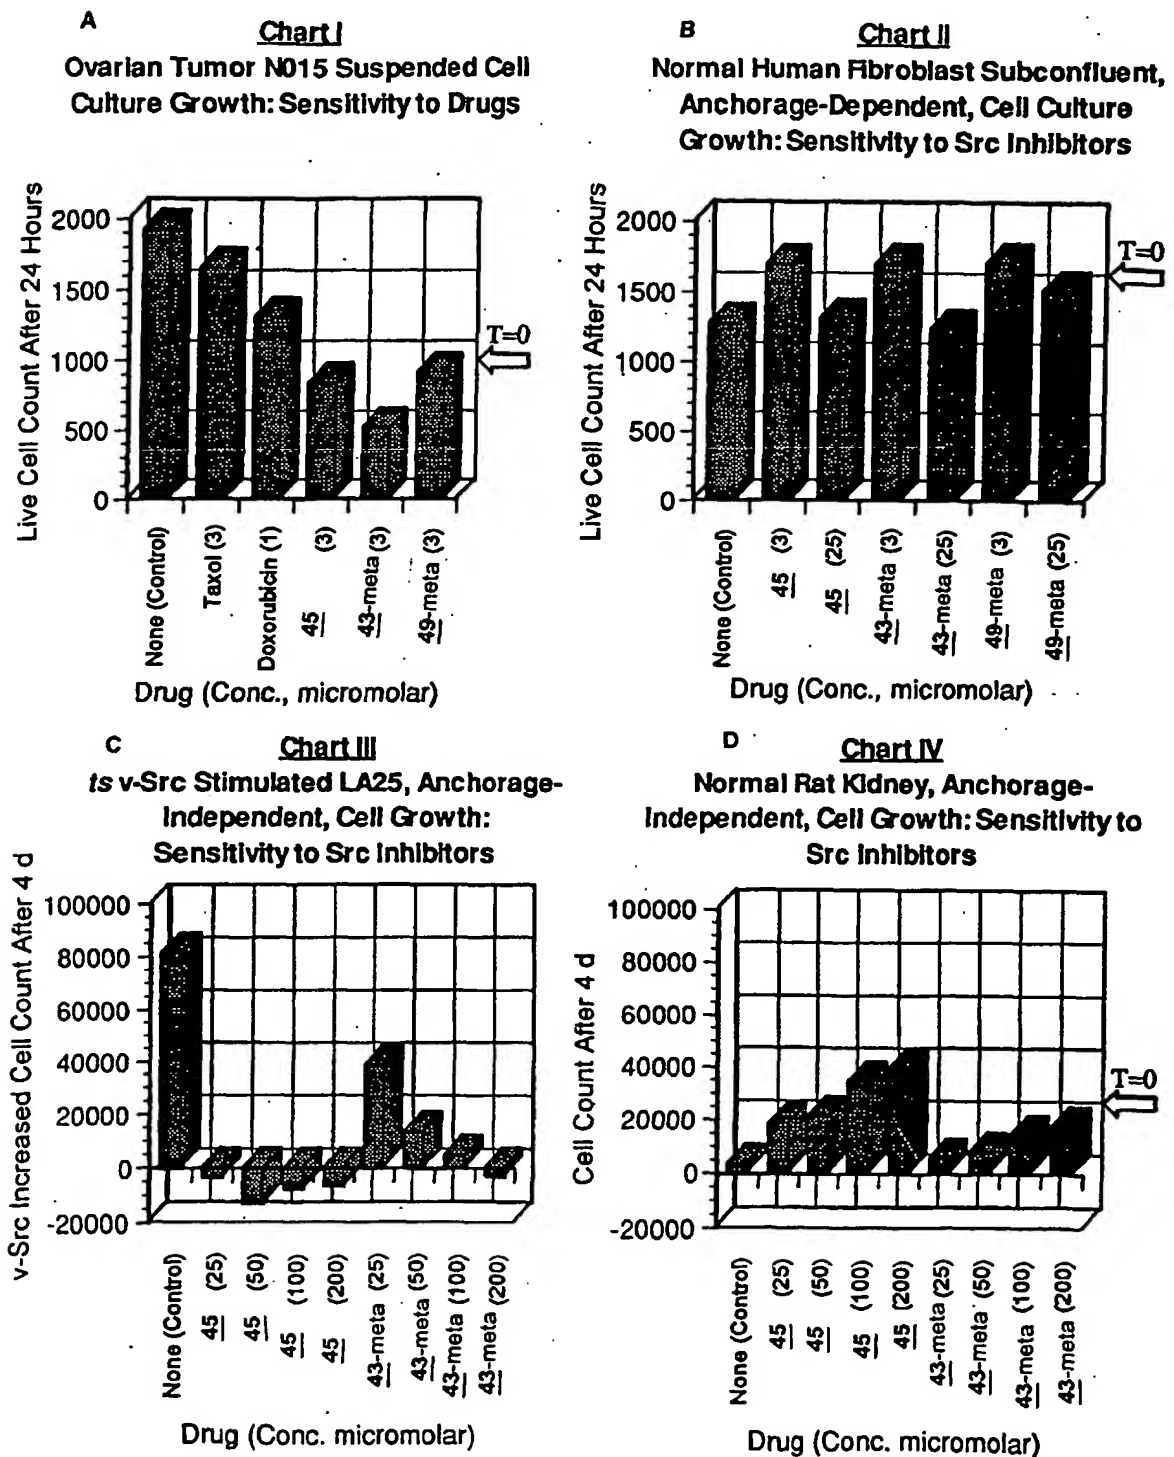 A
Chart I
Ovarian Tumor N015 Suspended Cell
Culture Growth: Sensitivity to Drugs
Live Cell Count After 24 Hours
2000
1500
1000
500
0
T=0
None (Control)
Taxol (3)
Doxorubicin (1)
45 (3)
43-meta (3)
49-meta (3)
Drug (Conc., micromolar)
B
Chart II
Normal Human Fibroblast Subconfluent,
Anchorage-Dependent, Cell Culture
Growth: Sensitivity to Src Inhibitors
Live Cell Count After 24 Hours
2000
1500
1000
500
0
T=0
None (Control)
45 (3)
45 (25)
43-meta (3)
43-meta (25)
49-meta (3)
49-meta (25)
Drug (Conc., micromolar)
C
Chart III
ts v-Src Stimulated LA25, Anchorage-
Independent, Cell Growth:
Sensitivity to Src Inhibitors
v-Src Increased Cell Count After 4 d
100000
80000
60000
40000
20000
0
-20000
None (Control)
45 (25)
45 (50)
45 (100)
45 (200)
43-meta (25)
43-meta (50)
43-meta (100)
43-meta (200)
Drug (Conc. micromolar)
D
Chart IV
Normal Rat Kidney, Anchorage-
Independent, Cell Growth: Sensitivity to
Src Inhibitors
Cell Count After 4 d
100000
80000
60000
40000
20000
0
-20000
T=0
None (Control)
45 (25)
45 (50)
45 (100)
45 (200)
43-meta (25)
43-meta (50)
43-meta (100)
43-meta (200)
Drug (Conc. micromolar)